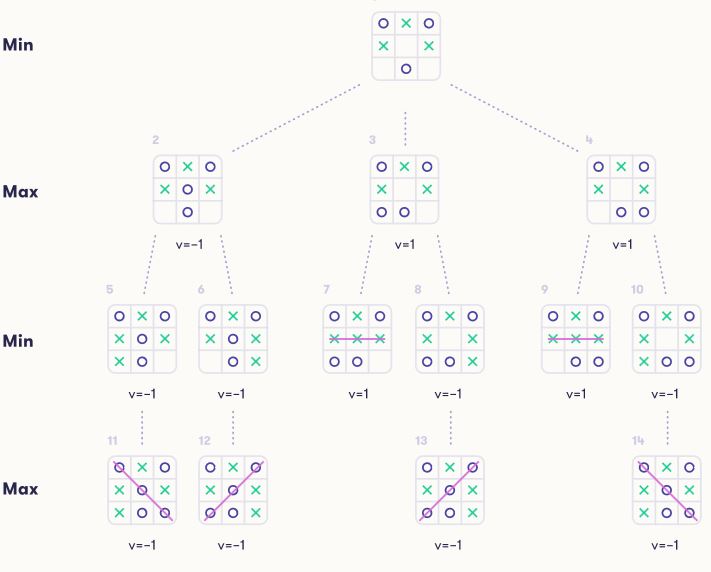 Min
O X O
X X
O
2 3 4
Max
O X O O X O O X O
X O X X X X X
O O O O O
v=-1 v=1 v=1
5 6 7 8 9 10
Min
O X O O X O O X O O X O O X O O X O
X O X X O X X X X X X X X X X X
X O O X O O O O X O O X O O
v=-1 v=-1 v=1 v=-1 v=1 v=-1
11 12 13 14
Max
O X O O X O O X O O X O
X O X X O X X O X X O X
X O O O O X O O X X O O
v=-1 v=-1 v=-1 v=-1